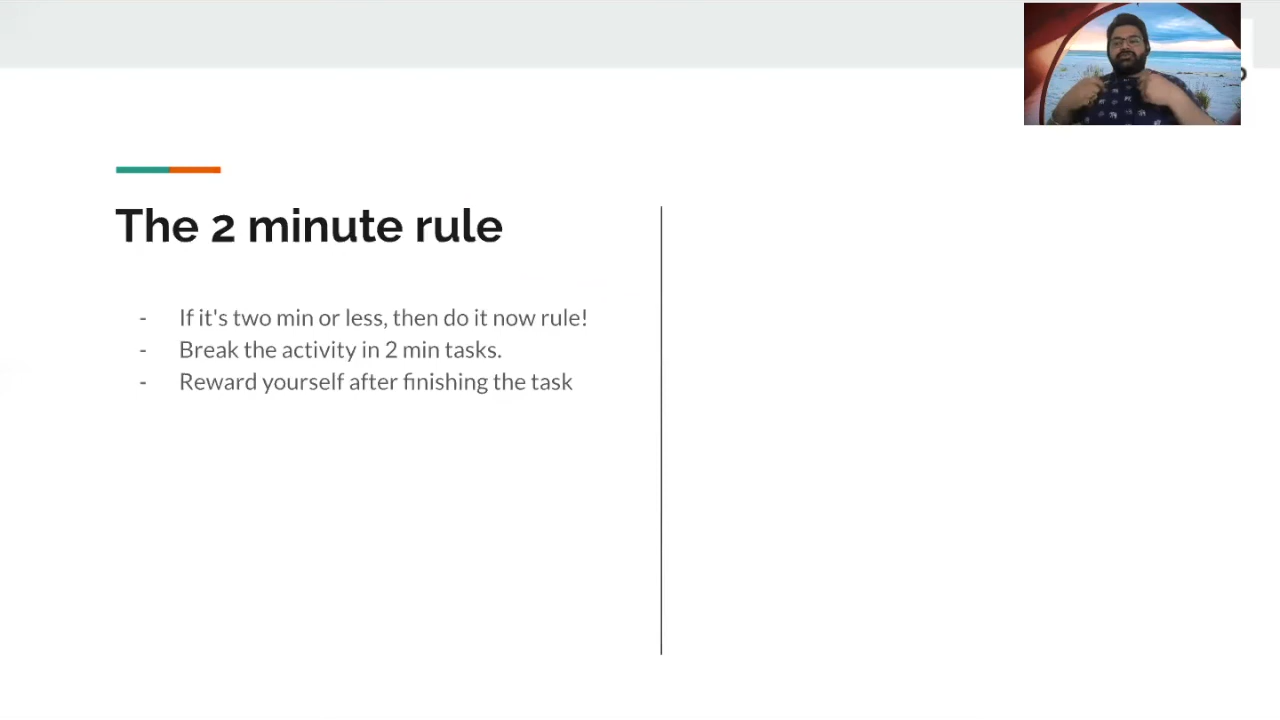 The 2 minute rule
- If it's two min or less, then do it now rule!
- Break the activity in 2 min tasks.
- Reward yourself after finishing the task